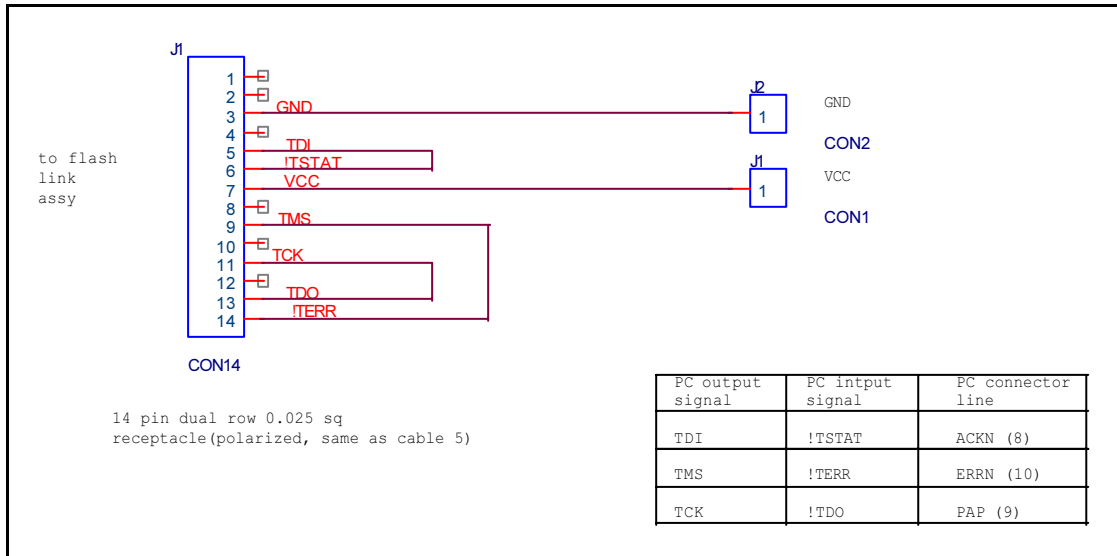 J1
1
2
3 GND
4
5 TDI
6 !TSTAT
7 VCC
8
9 TMS
10
11 TCK
12
13 TDO
14 !TERR
CON14
to flash
link
assy
J2
1
GND
CON2
J1
1
VCC
CON1
14 pin dual row 0.025 sq
receptacle(polarized, same as cable 5)
PC output signal
PC intput signal
PC connector line
TDI !TSTAT ACKN (8)
TMS !TERR ERRN (10)
TCK !TDO PAP (9)